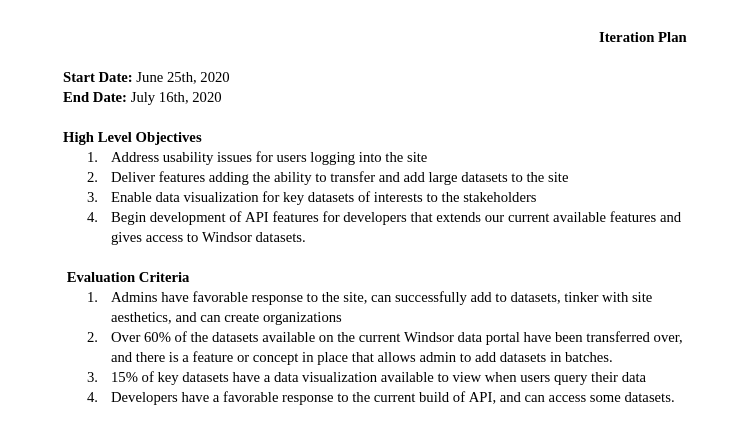 Iteration Plan
Start Date: June 25th, 2020
End Date: July 16th, 2020
High Level Objectives
1. Address usability issues for users logging into the site
2. Deliver features adding the ability to transfer and add large datasets to the site
3. Enable data visualization for key datasets of interests to the stakeholders
4. Begin development of API features for developers that extends our current available features and
gives access to Windsor datasets.
Evaluation Criteria
1. Admins have favorable response to the site, can successfully add to datasets, tinker with site
aesthetics, and can create organizations
2. Over 60% of the datasets available on the current Windsor data portal have been transferred over,
and there is a feature or concept in place that allows admin to add datasets in batches.
3. 15% of key datasets have a data visualization available to view when users query their data
4. Developers have a favorable response to the current build of API, and can access some datasets.